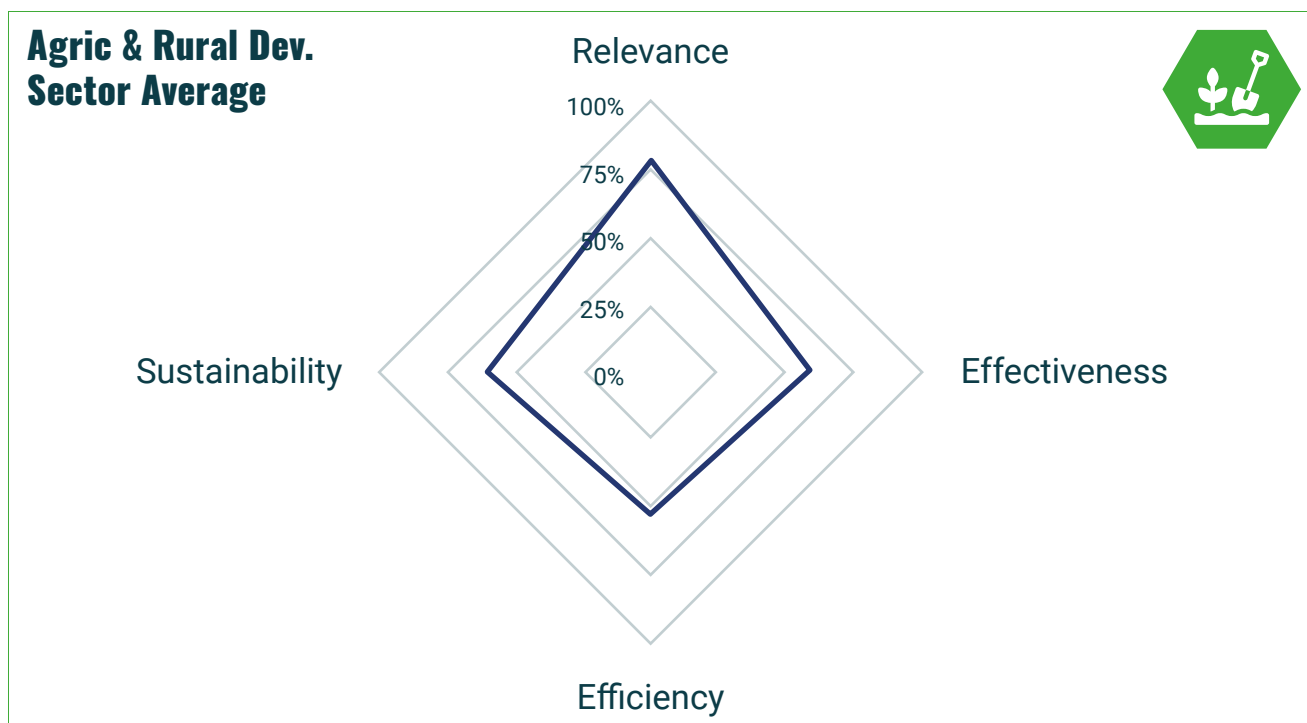 Agric & Rural Dev.
Sector Average
Relevance
100%
75%
50%
25%
0%
Sustainability
Effectiveness
Efficiency